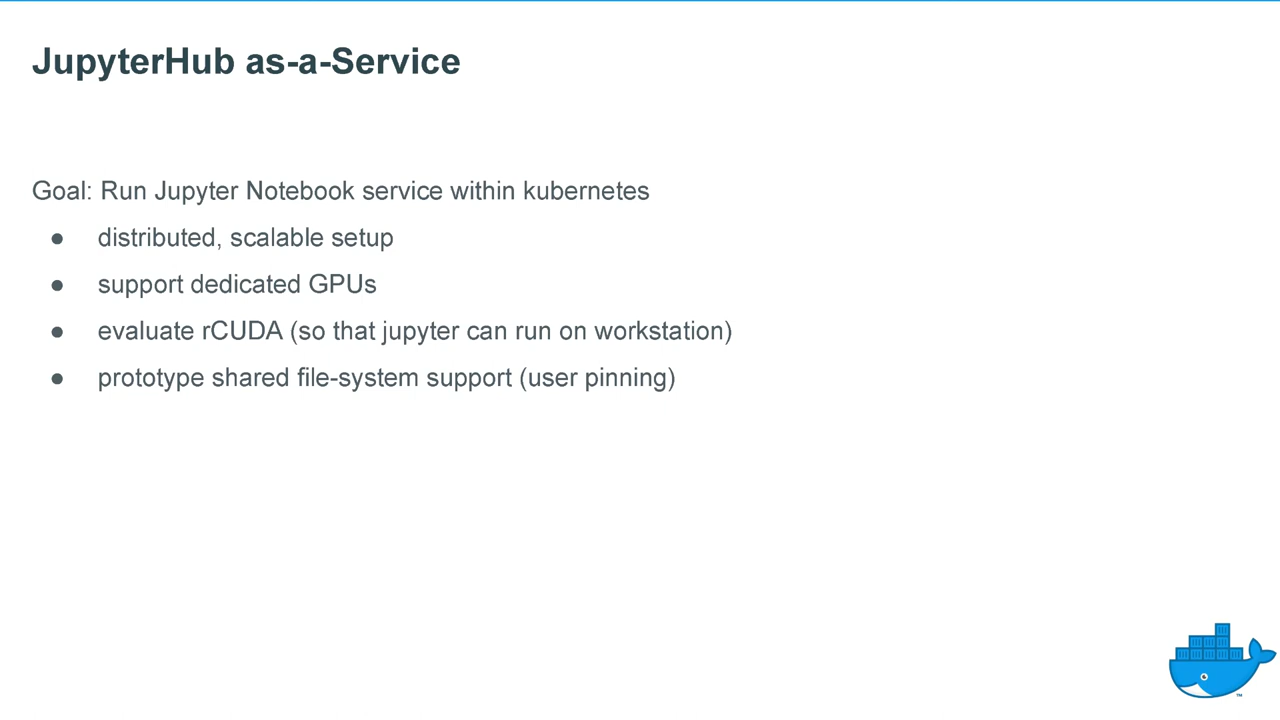 JupyterHub as-a-Service
Goal: Run Jupyter Notebook service within kubernetes
● distributed, scalable setup
● support dedicated GPUs
● evaluate rCUDA (so that jupyter can run on workstation)
● prototype shared file-system support (user pinning)
™